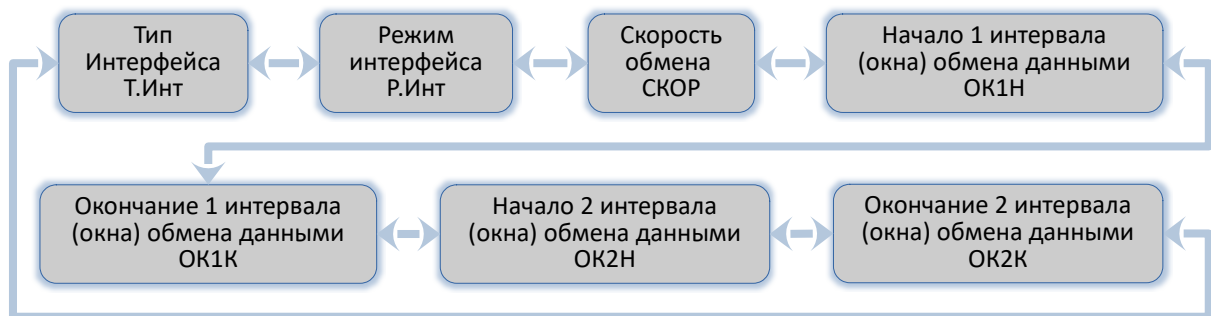 Тип
Интерфейса
Т.Инт
Режим
интерфейса
Р.Инт
Скорость
обмена
СКОР
Начало 1 интервала
(окна) обмена данными
ОК1Н
Окончание 1 интервала
(окна) обмена данными
ОК1К
Начало 2 интервала
(окна) обмена данными
ОК2Н
Окончание 2 интервала
(окна) обмена данными
ОК2К